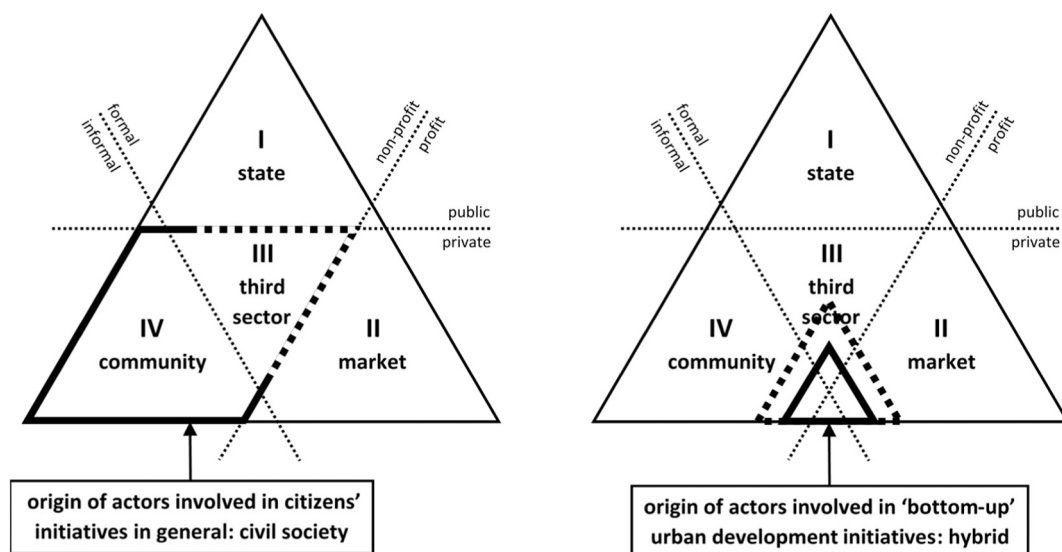 formal
informal
non-profit
profit
I
state
public
private
III
third
sector
IV
community
II
market
origin of actors involved in citizens’
initiatives in general: civil society
formal
informal
non-profit
profit
I
state
public
private
III
third
sector
IV
community
II
market
origin of actors involved in ‘bottom-up’
urban development initiatives: hybrid